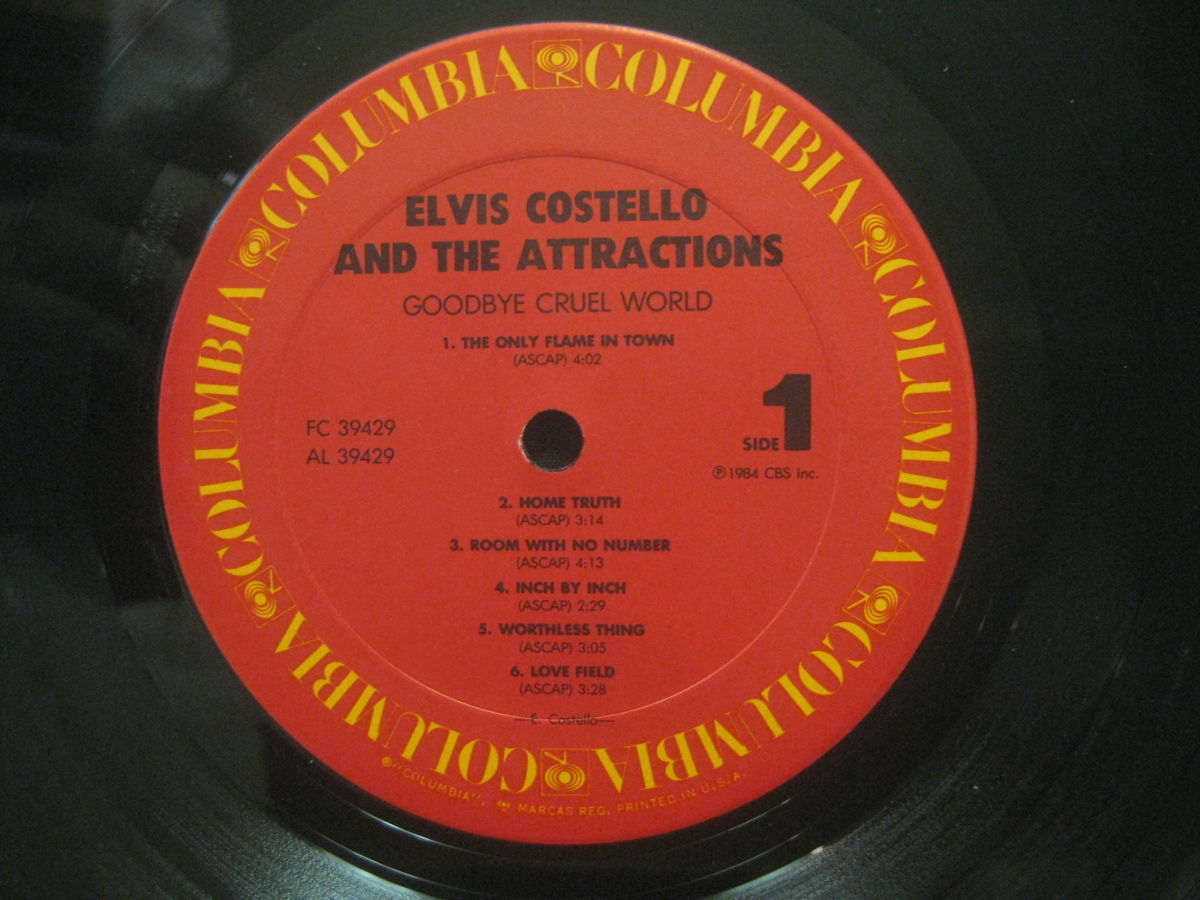 COLUMBIA COLUMBIA COLUMBIA COLUMBIA COLUMBIA COLUMBIA
ELVIS COSTELLO
AND THE ATTRACTIONS
GOODBYE CRUEL WORLD
1. THE ONLY FLAME IN TOWN
(ASCAP) 4:02
FC 39429
AL 39429
SIDE 1
℗1984 CBS Inc.
2. HOME TRUTH
(ASCAP) 3:14
3. ROOM WITH NO NUMBER
(ASCAP) 4:13
4. INCH BY INCH
(ASCAP) 2:29
5. WORTHLESS THING
(ASCAP) 3:05
6. LOVE FIELD
(ASCAP) 3:28
—E. Costello—
®"COLUMBIA", MARCAS REG. PRINTED IN U.S.A.